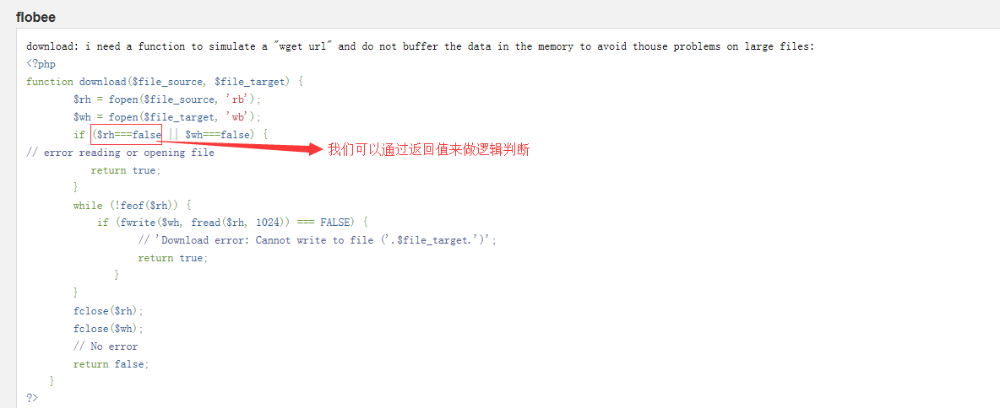 flobee
download: i need a function to simulate a "wget url" and do not buffer the data in the memory to avoid thouse problems on large files:
<?php
function download($file_source, $file_target) {
$rh = fopen($file_source, 'rb');
$wh = fopen($file_target, 'wb');
if ($rh===false || $wh===false) {
// error reading or opening file
我们可以通过返回值来做逻辑判断
return true;
}
while (!feof($rh)) {
if (fwrite($wh, fread($rh, 1024)) === FALSE) {
// 'Download error: Cannot write to file ('.$file_target.')';
return true;
}
}
fclose($rh);
fclose($wh);
// No error
return false;
}
?>